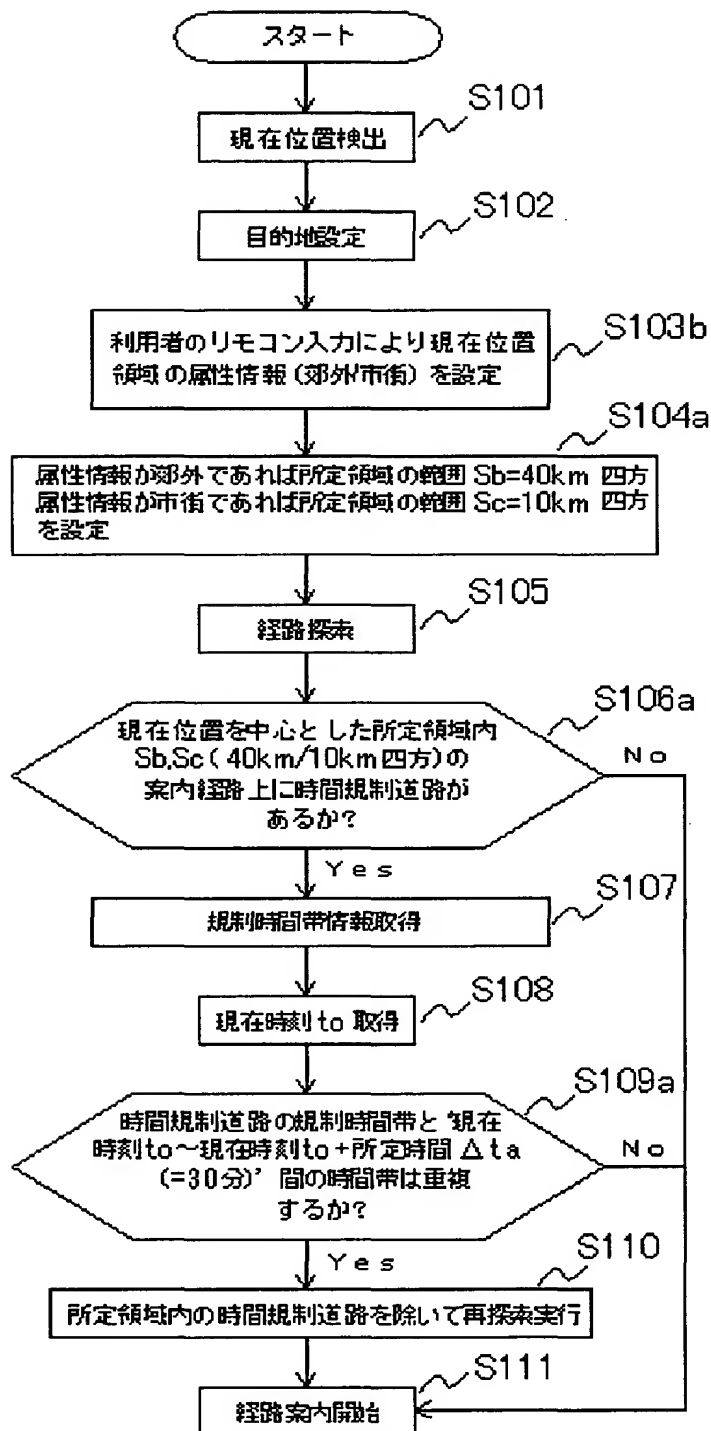 スタート
S101
現在位置検出
S102
目的地設定
S103b
利用者のリモコン入力により現在位置
領域の属性情報(郊外/市街)を設定
S104a
属性情報が郊外であれば所定領域の範囲 Sb=40km 四方
属性情報が市街であれば所定領域の範囲 Sc=10km 四方
を設定
S105
経路探索
S106a
現在位置を中心とした所定領域内
Sb,Sc(40km/10km四方)の
案内経路上に時間規制道路が
あるか?
No
Yes
S107
規制時間帯情報取得
S108
現在時刻to 取得
S109a
時間規制道路の規制時間帯と'現在
時刻to~現在時刻to+所定時間Δta
(=30分)'間の時間帯は重複
するか?
No
Yes
S110
所定領域内の時間規制道路を除いて再探索実行
S111
経路案内開始